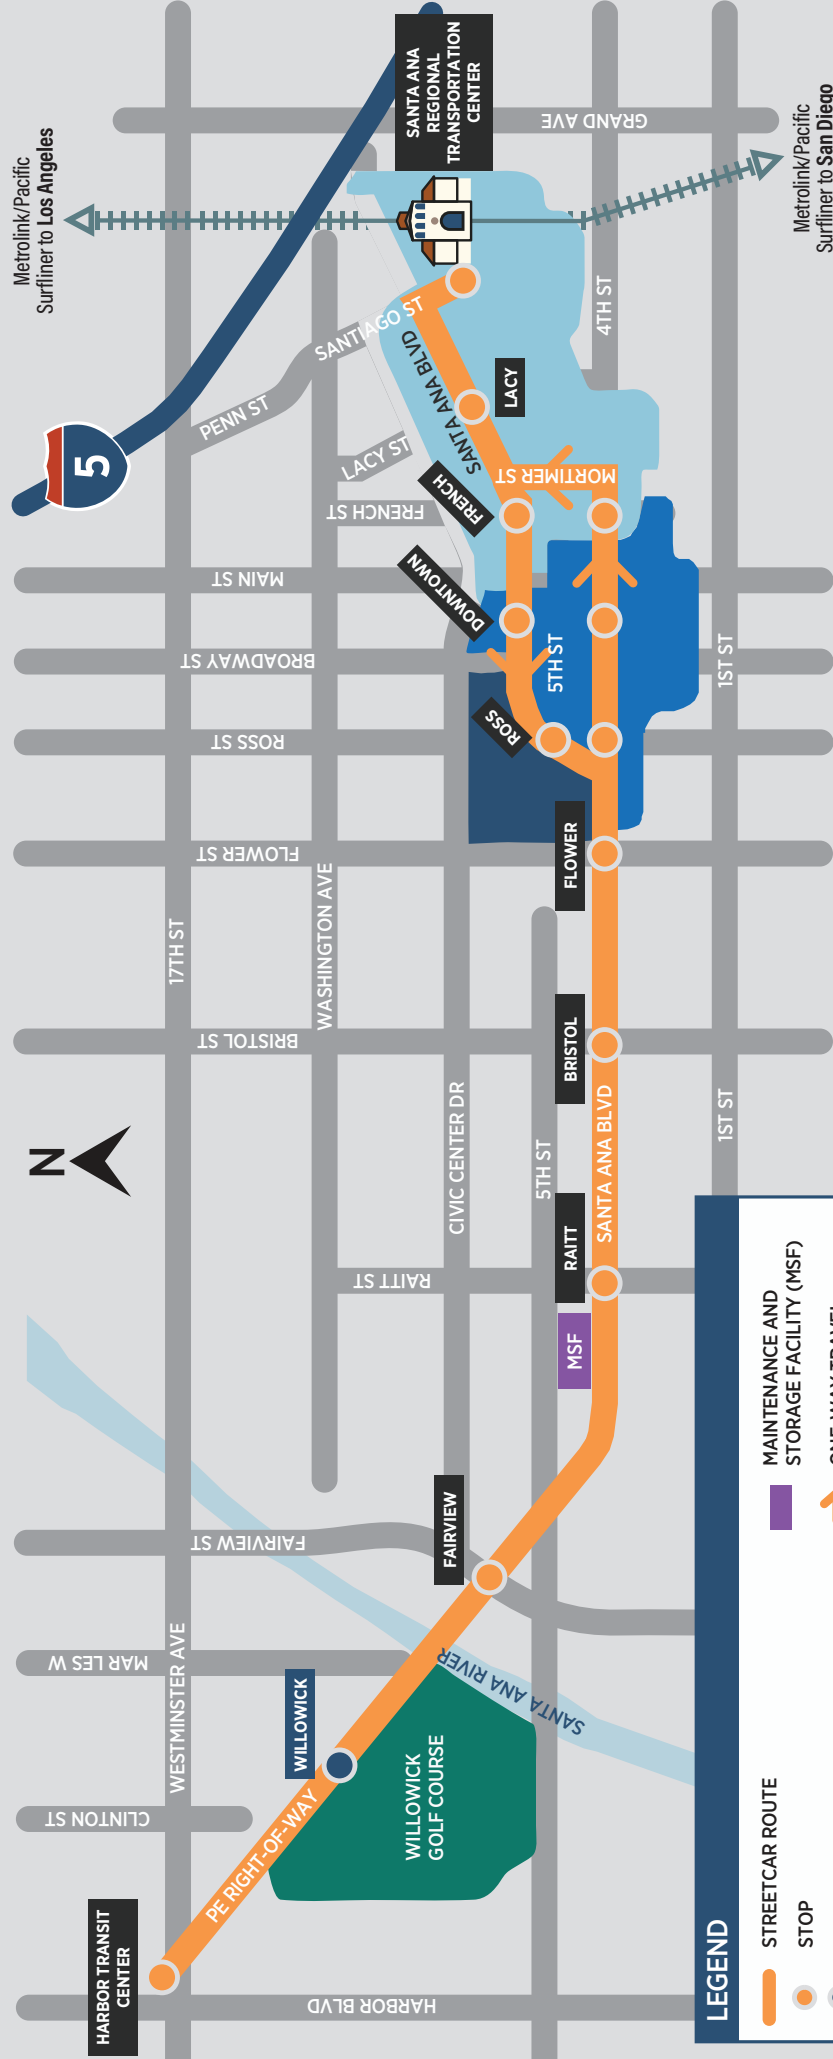 Metrolink/Pacific
Surfliner to Los Angeles
SANTA ANA
REGIONAL
TRANSPORTATION
CENTER
GRAND AVE
Metrolink/Pacific
Surfliner to San Diego
5
PENN ST
SANTIAGO ST
SANTA ANA BLVD
4TH ST
LACY
LACY ST
FRENCH
MORTIMER ST
FRENCH ST
MAIN ST
DOWNTOWN
BROADWAY ST
5TH ST
1ST ST
ROSS ST
ROSS
FLOWER ST
FLOWER
17TH ST
WASHINGTON AVE
BRISTOL ST
BRISTOL
N
CIVIC CENTER DR
5TH ST
SANTA ANA BLVD
1ST ST
RAITT ST
RAITT
MSF
FAIRVIEW ST
FAIRVIEW
MAR LES W
WESTMINSTER AVE
WILLOWICK
SANTA ANA RIVER
CLINTON ST
PE RIGHT-OF-WAY
WILLOWICK
GOLF COURSE
HARBOR TRANSIT
CENTER
HARBOR BLVD
LEGEND
STREETCAR ROUTE
STOP
MAINTENANCE AND
STORAGE FACILITY (MSF)